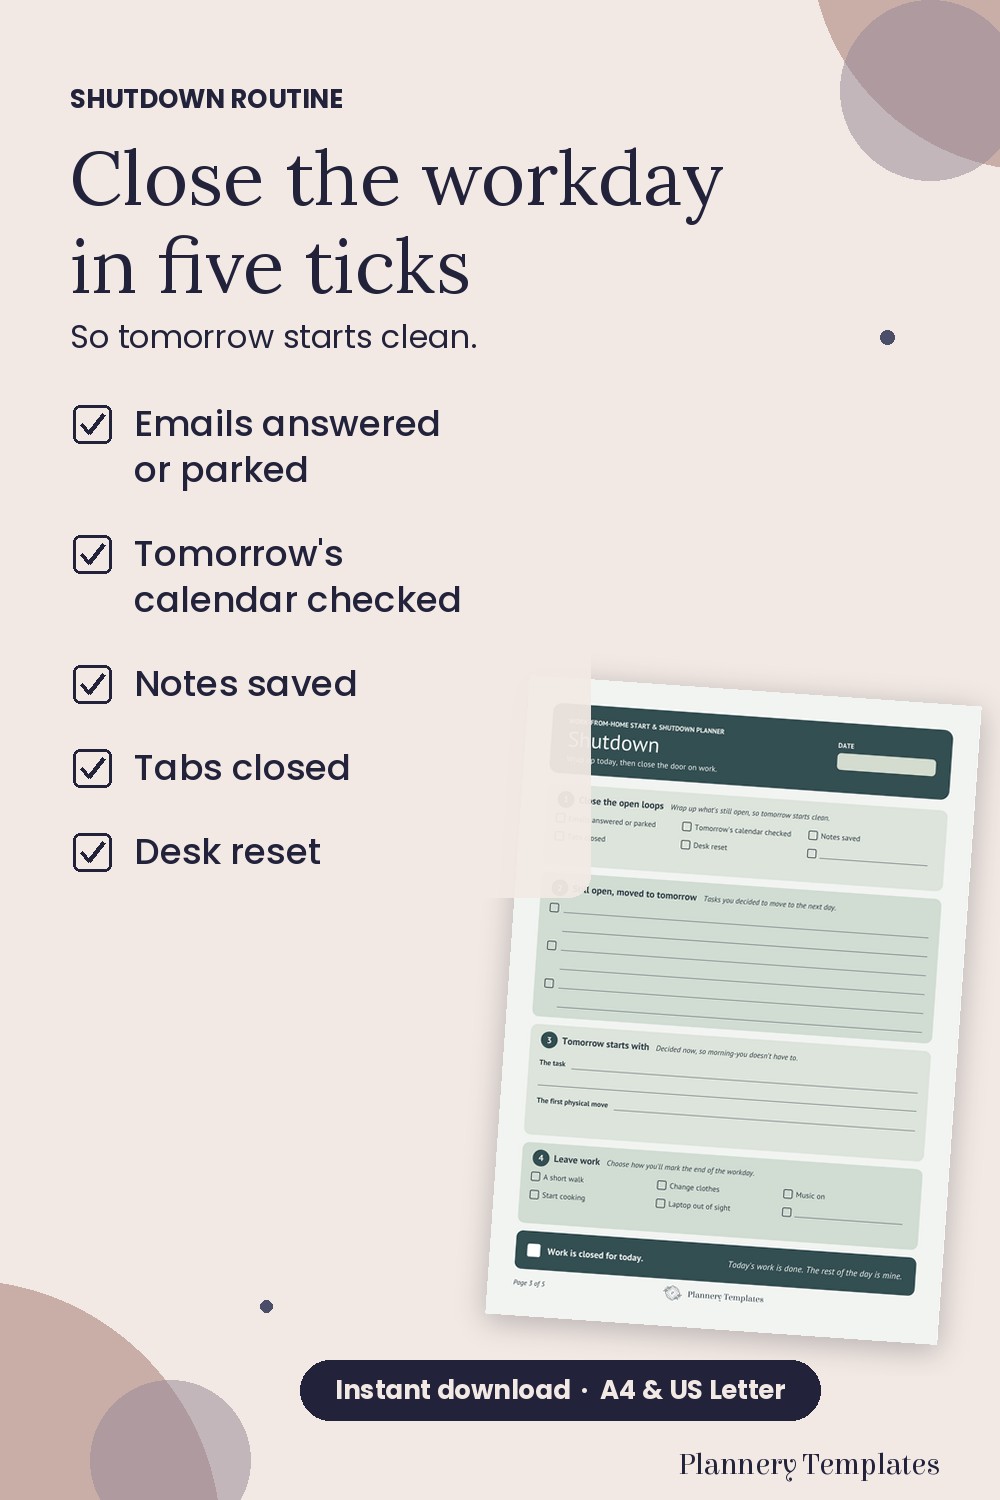 SHUTDOWN ROUTINE
Close the workday
in five ticks
So tomorrow starts clean.
Emails answered
or parked
Tomorrow's
calendar checked
Notes saved
Tabs closed
Desk reset
FROM-HOME START & SHUTDOWN PLANNER
Shutdown
today, then close the door on work.
DATE
1 Close the open loops Wrap up what's still open, so tomorrow starts clean.
answered or parked
Tomorrow's calendar checked
Notes saved
closed
Desk reset
2 Still open, moved to tomorrow Tasks you decided to move to the next day.
3 Tomorrow starts with Decided now, so morning-you doesn't have to.
The task
The first physical move
4 Leave work Choose how you'll mark the end of the workday.
A short walk
Change clothes
Music on
Start cooking
Laptop out of sight
Work is closed for today.
Today's work is done. The rest of the day is mine.
Page 3 of 5
Plannery Templates
Instant download · A4 & US Letter
Plannery Templates